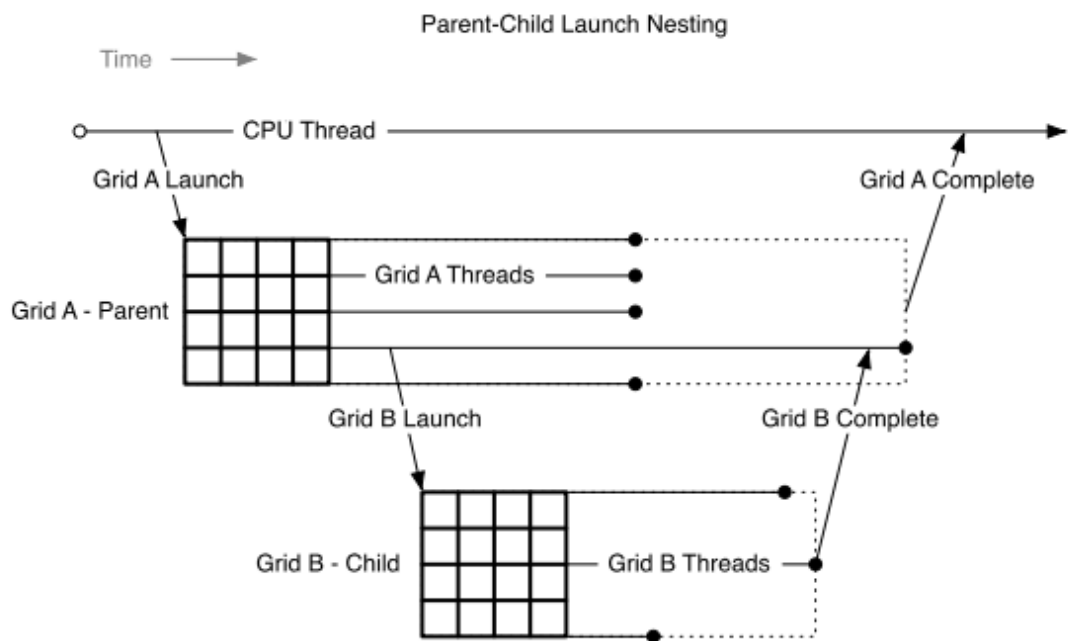 Parent-Child Launch Nesting
Time
CPU Thread
Grid A Launch
Grid A Complete
Grid A Threads
Grid A - Parent
Grid B Launch
Grid B Complete
Grid B - Child
Grid B Threads